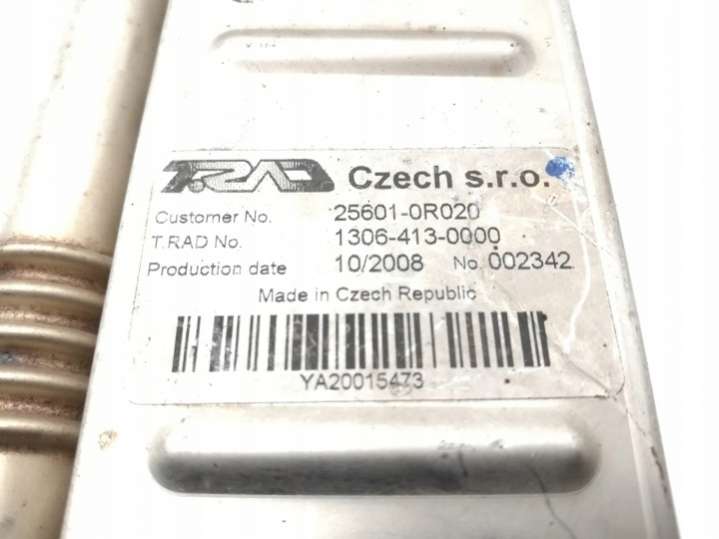 T.RAD Czech s.r.o.
Customer No. 25601-0R020
T.RAD No. 1306-413-0000
Production date 10/2008 No. 002342
Made in Czech Republic
YA20015473